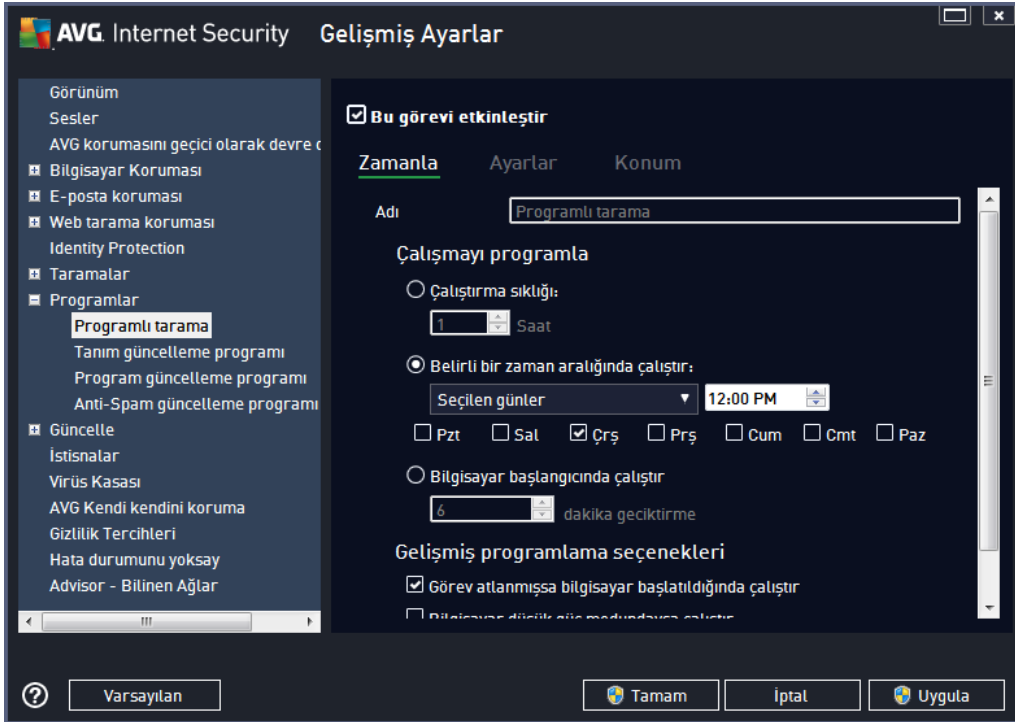 AVG. Internet Security Gelişmiş Ayarlar
Görünüm
Sesler
AVG korumasını geçici olarak devre d
Bilgisayar Koruması
E-posta koruması
Web tarama koruması
Identity Protection
Taramalar
Programlar
Programlı tarama
Tanım güncelleme programı
Program güncelleme programı
Anti-Spam güncelleme programı
Güncelle
İstisnalar
Virüs Kasası
AVG Kendi kendini koruma
Gizlilik Tercihleri
Hata durumunu yoksay
Advisor - Bilinen Ağlar
Bu görevi etkinleştir
Zamanla Ayarlar Konum
Adı Programlı tarama
Çalışmayı programla
Çalıştırma sıklığı:
1 Saat
Belirli bir zaman aralığında çalıştır:
Seçilen günler 12:00 PM
Pzt Sal Çrş Prş Cum Cmt Paz
Bilgisayar başlangıcında çalıştır
6 dakika geciktirme
Gelişmiş programlama seçenekleri
Görev atlanmışsa bilgisayar başlatıldığında çalıştır
Bilgisayar düşük güç modundaysa çalıştır
? Varsayılan Tamam İptal Uygula